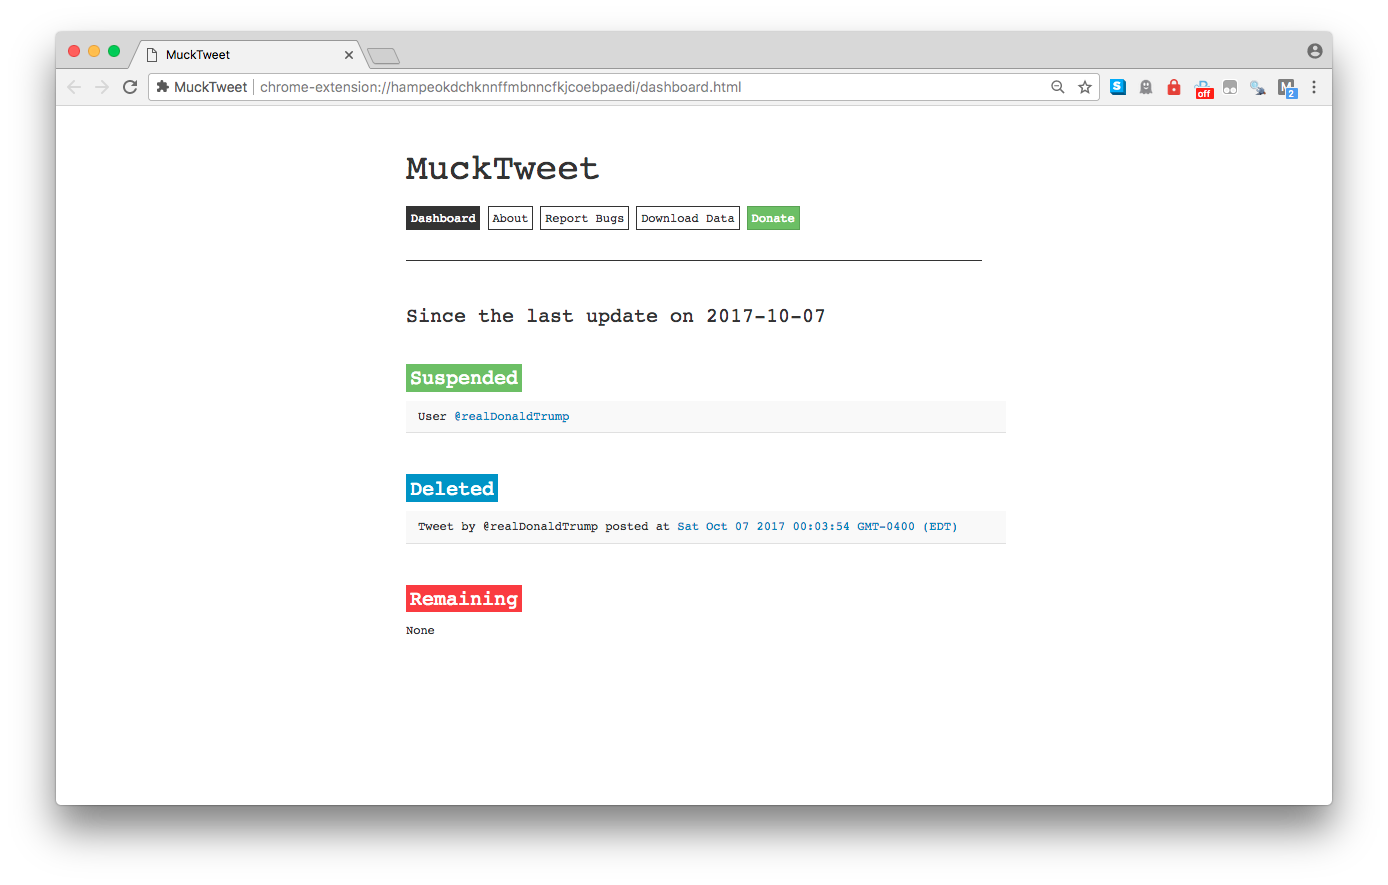 MuckTweet
MuckTweet chrome-extension://hampeokdchknnffmbnncfkjcoebpaedi/dashboard.html
S
off
M
2
MuckTweet
Dashboard About Report Bugs Download Data Donate
Since the last update on 2017-10-07
Suspended
User @realDonaldTrump
Deleted
Tweet by @realDonaldTrump posted at Sat Oct 07 2017 00:03:54 GMT-0400 (EDT)
Remaining
None